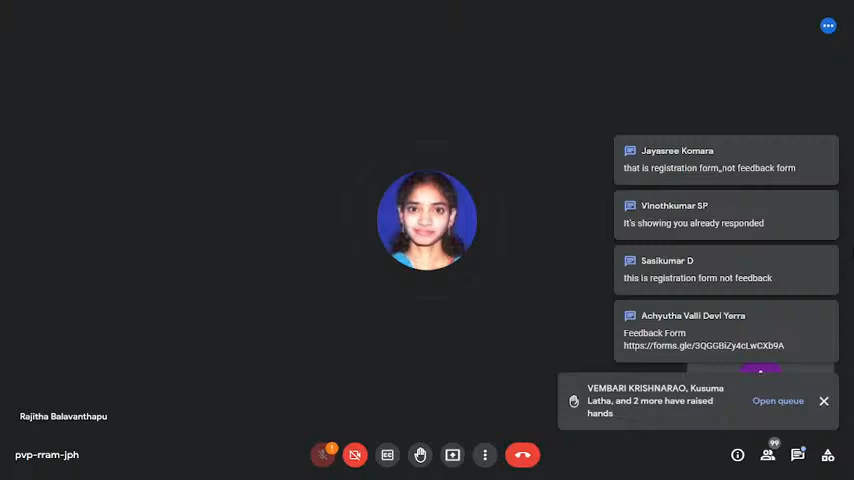 Jayasree Komara
that is registration form,,not feedback form
Vinothkumar SP
It's showing you already responded
Sasikumar D
this is registration form not feedback
Achyutha Valli Devi Yerra
Feedback Form
https://forms.gle/3QGGBiZy4cLwCXb9A
VEMBARI KRISHNARAO, Kusuma
Latha, and 2 more have raised
hands
Open queue
Rajitha Balavanthapu
pvp-rram-jph
99